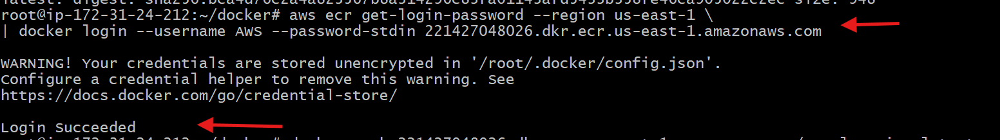 root@ip-172-31-24-212:~/docker# aws ecr get-login-password --region us-east-1 \
| docker login --username AWS --password-stdin 221427048026.dkr.ecr.us-east-1.amazonaws.com
WARNING! Your credentials are stored unencrypted in '/root/.docker/config.json'.
Configure a credential helper to remove this warning. See
https://docs.docker.com/go/credential-store/
Login Succeeded